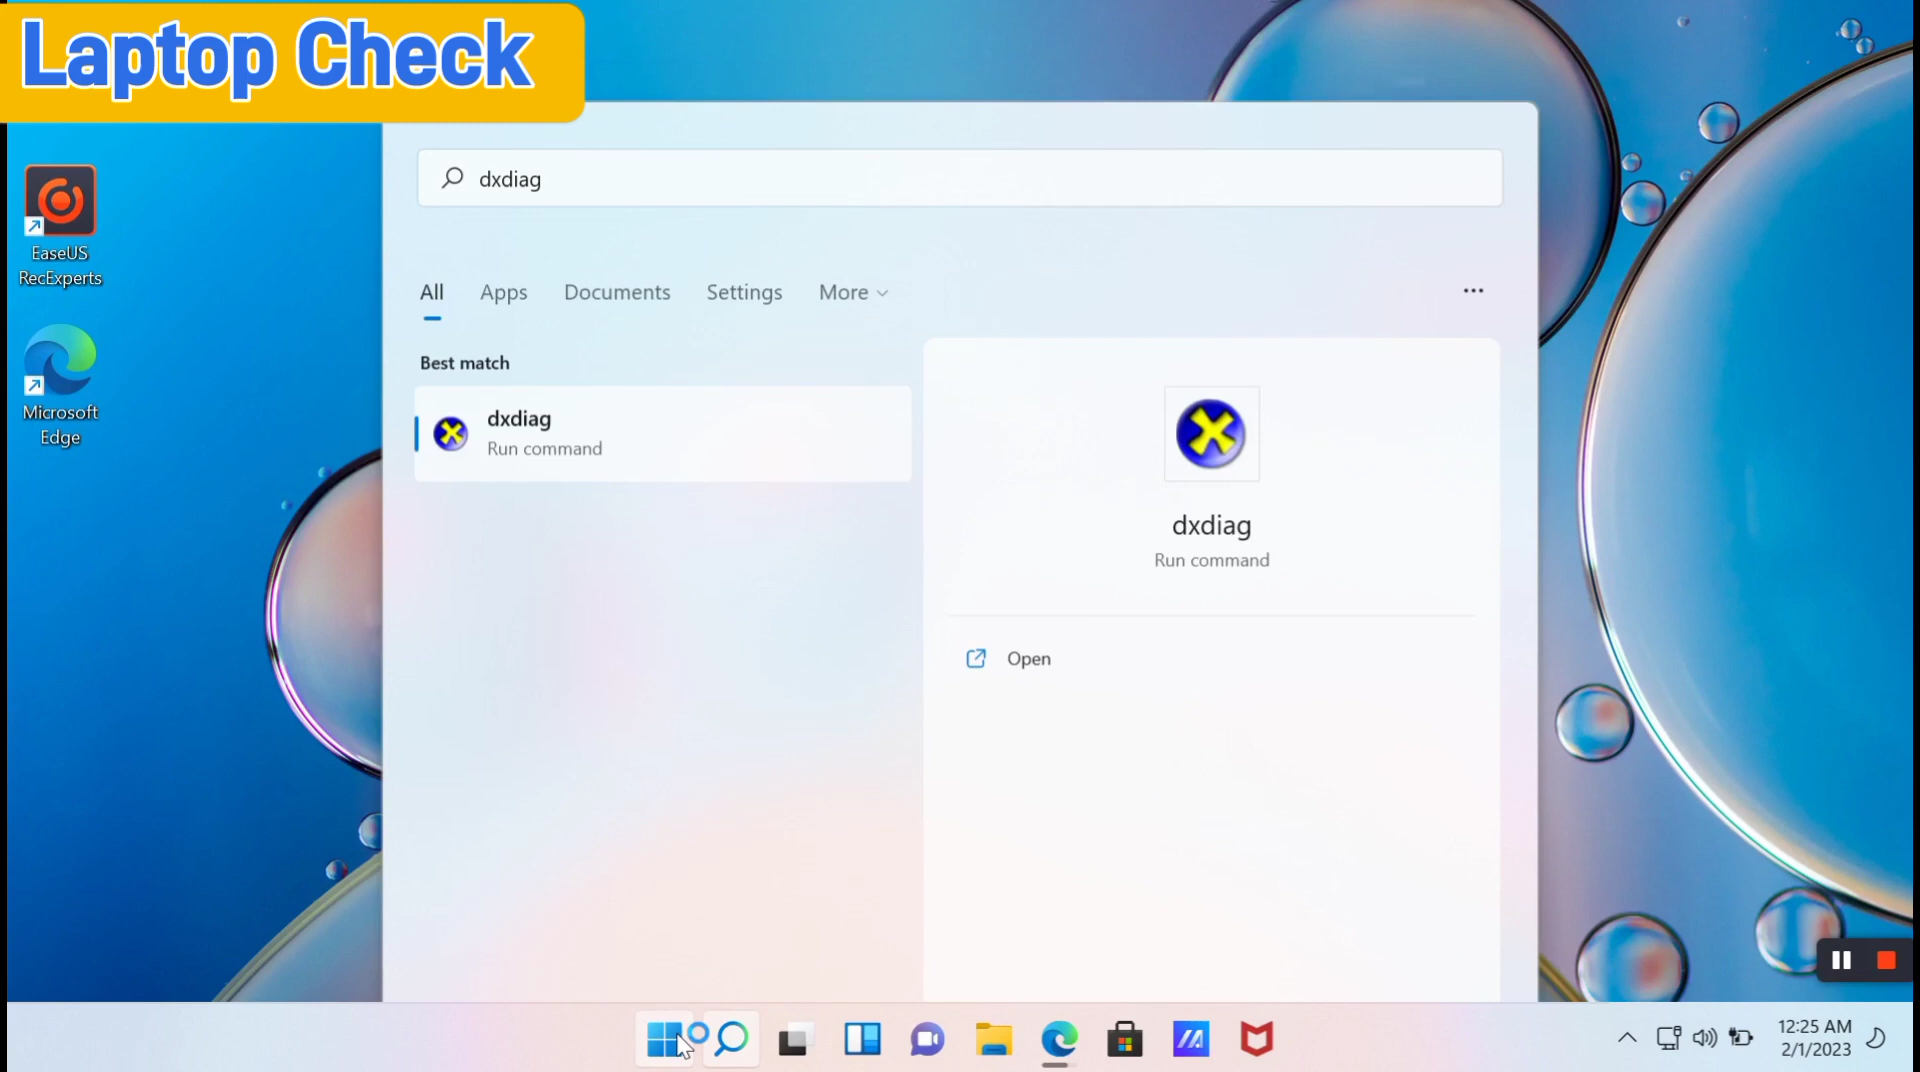 Laptop Check
dxdiag
EaseUS
RecExperts
Microsoft
Edge
All Apps Documents Settings More
Best match
dxdiag
Run command
dxdiag
Run command
Open
12:25 AM
2/1/2023